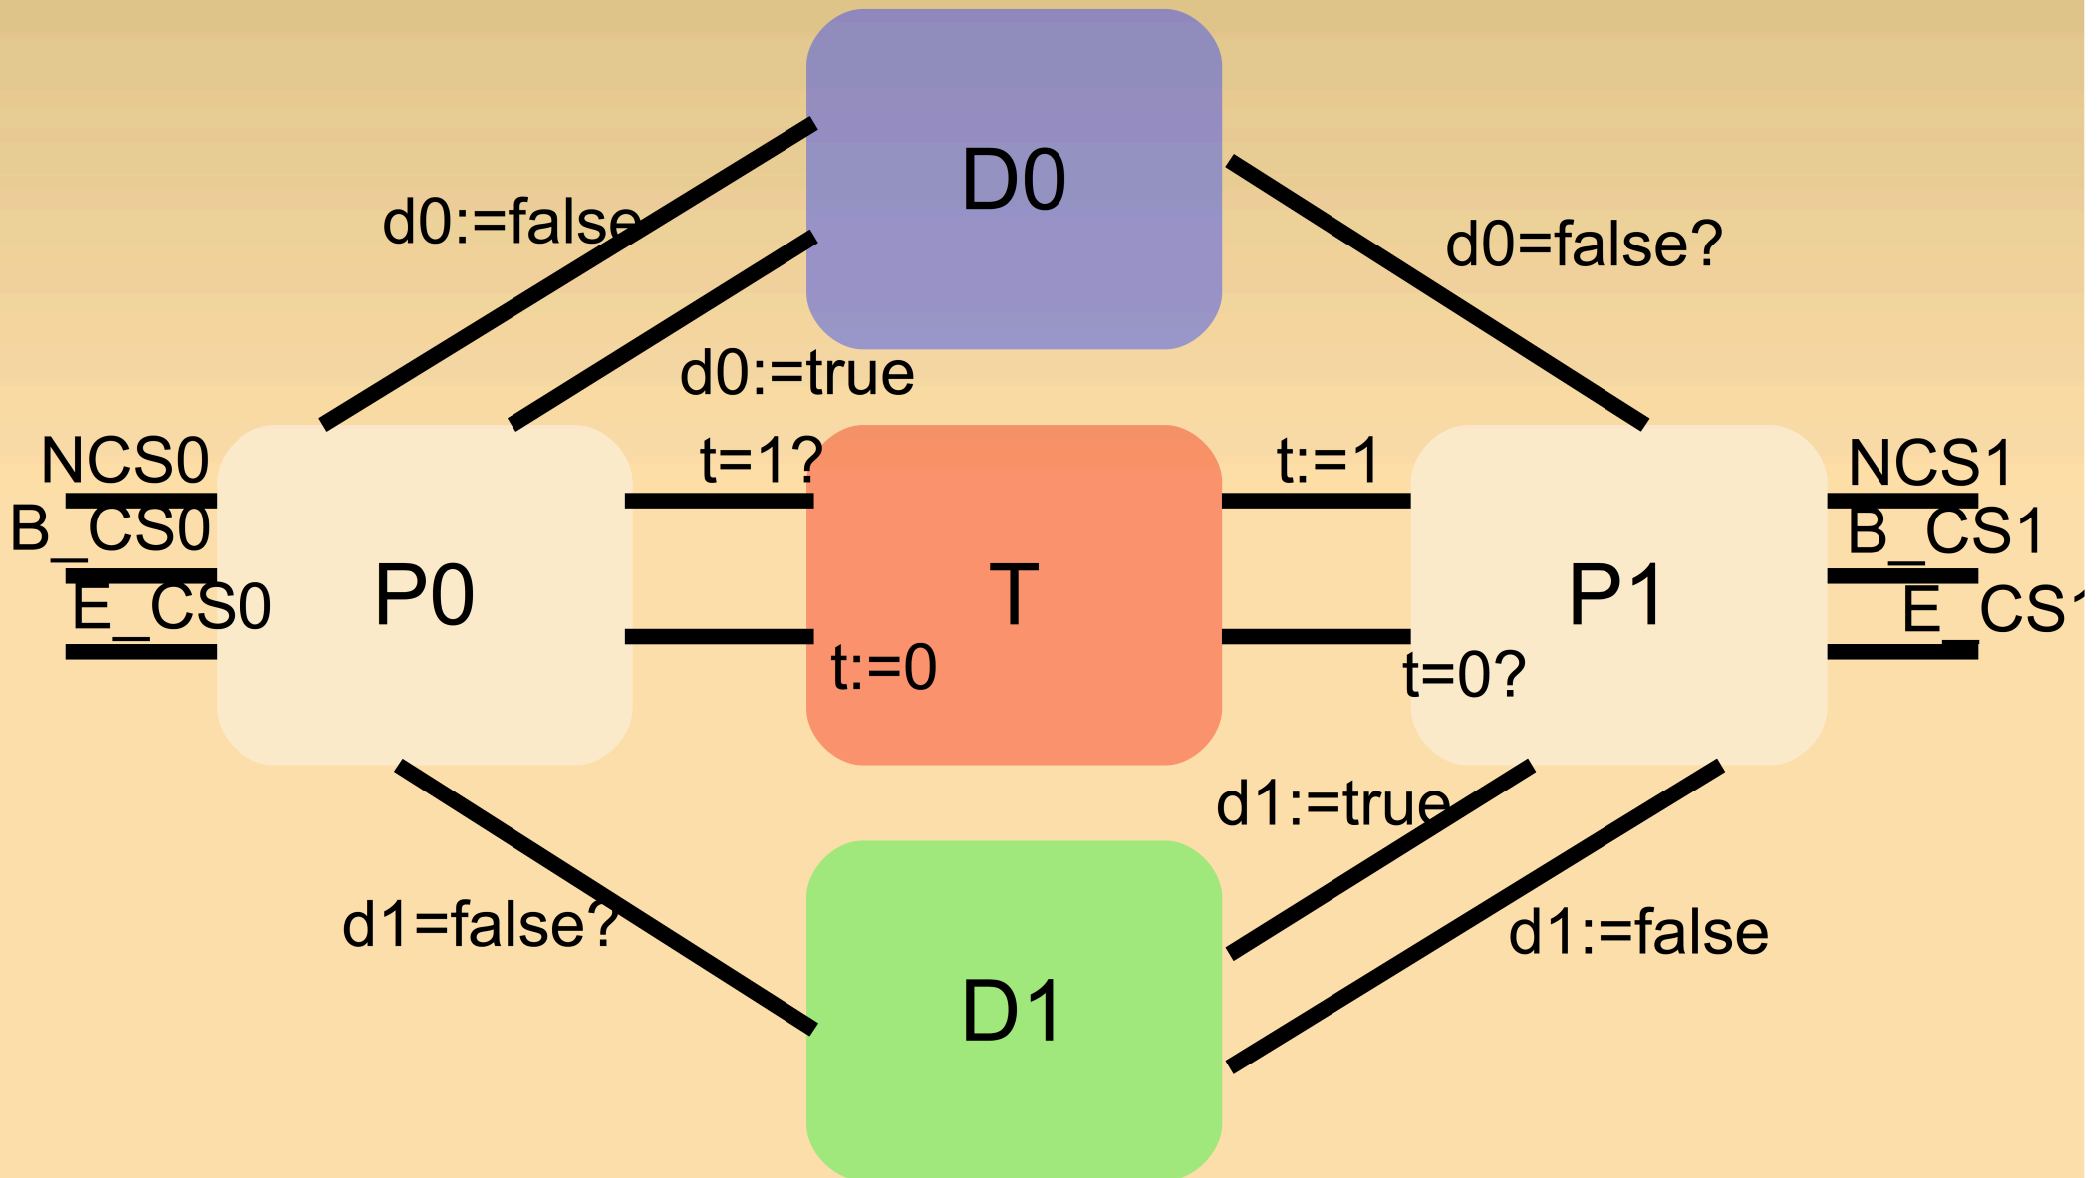 D0
d0:=false
d0=false?
d0:=true
NCS0
t=1?
t:=1
NCS1
B_CS0
B_CS1
E_CS0
P0
T
P1
E_CS1
t:=0
t=0?
d1:=true
d1=false?
d1:=false
D1